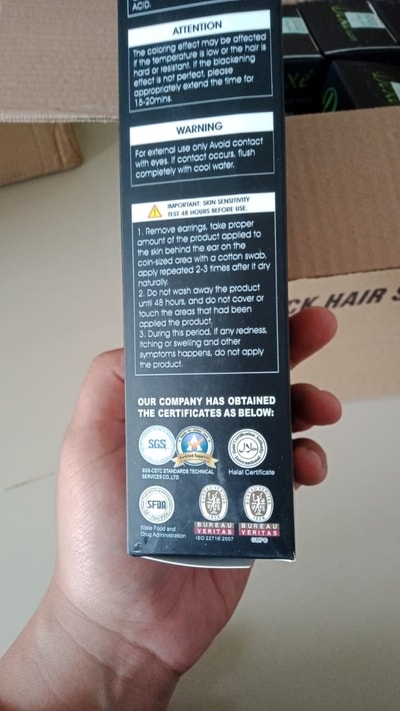 ACID.
ATTENTION
The coloring effect may be affected
if the temperature is low or the hair is
hard or resistant. If the blackening
effect is not perfect, please
appropriately extend the time for
15-20mins.
WARNING
For external use only Avoid contact
with eyes. If contact occurs, flush
completely with cool water.
IMPORTANT: SKIN SENSITIVITY
TEST 48 HOURS BEFORE USE.
1. Remove earrings, take proper
amount of the product applied to
the skin behind the ear on the
coin-sized area with a cotton swab,
apply repeated 2-3 times after it dry
naturally.
2. Do not wash away the product
until 48 hours, and do not cover or
touch the areas that had been
applied the product.
3. During this period, if any redness,
itching or swelling and other
symptoms happens, do not apply
the product.
OUR COMPANY HAS OBTAINED
THE CERTIFICATES AS BELOW:
SGS
Audited Supplier
حلال
SGS-CSTC STANDARDS TECHNICAL
SERVICES CO.,LTD
Halal Certificate
SFDA
State Food and
Drug Administration
BUREAU
VERITAS
ISO 22716:2007
BUREAU
VERITAS
GMPC
CK HAIR S